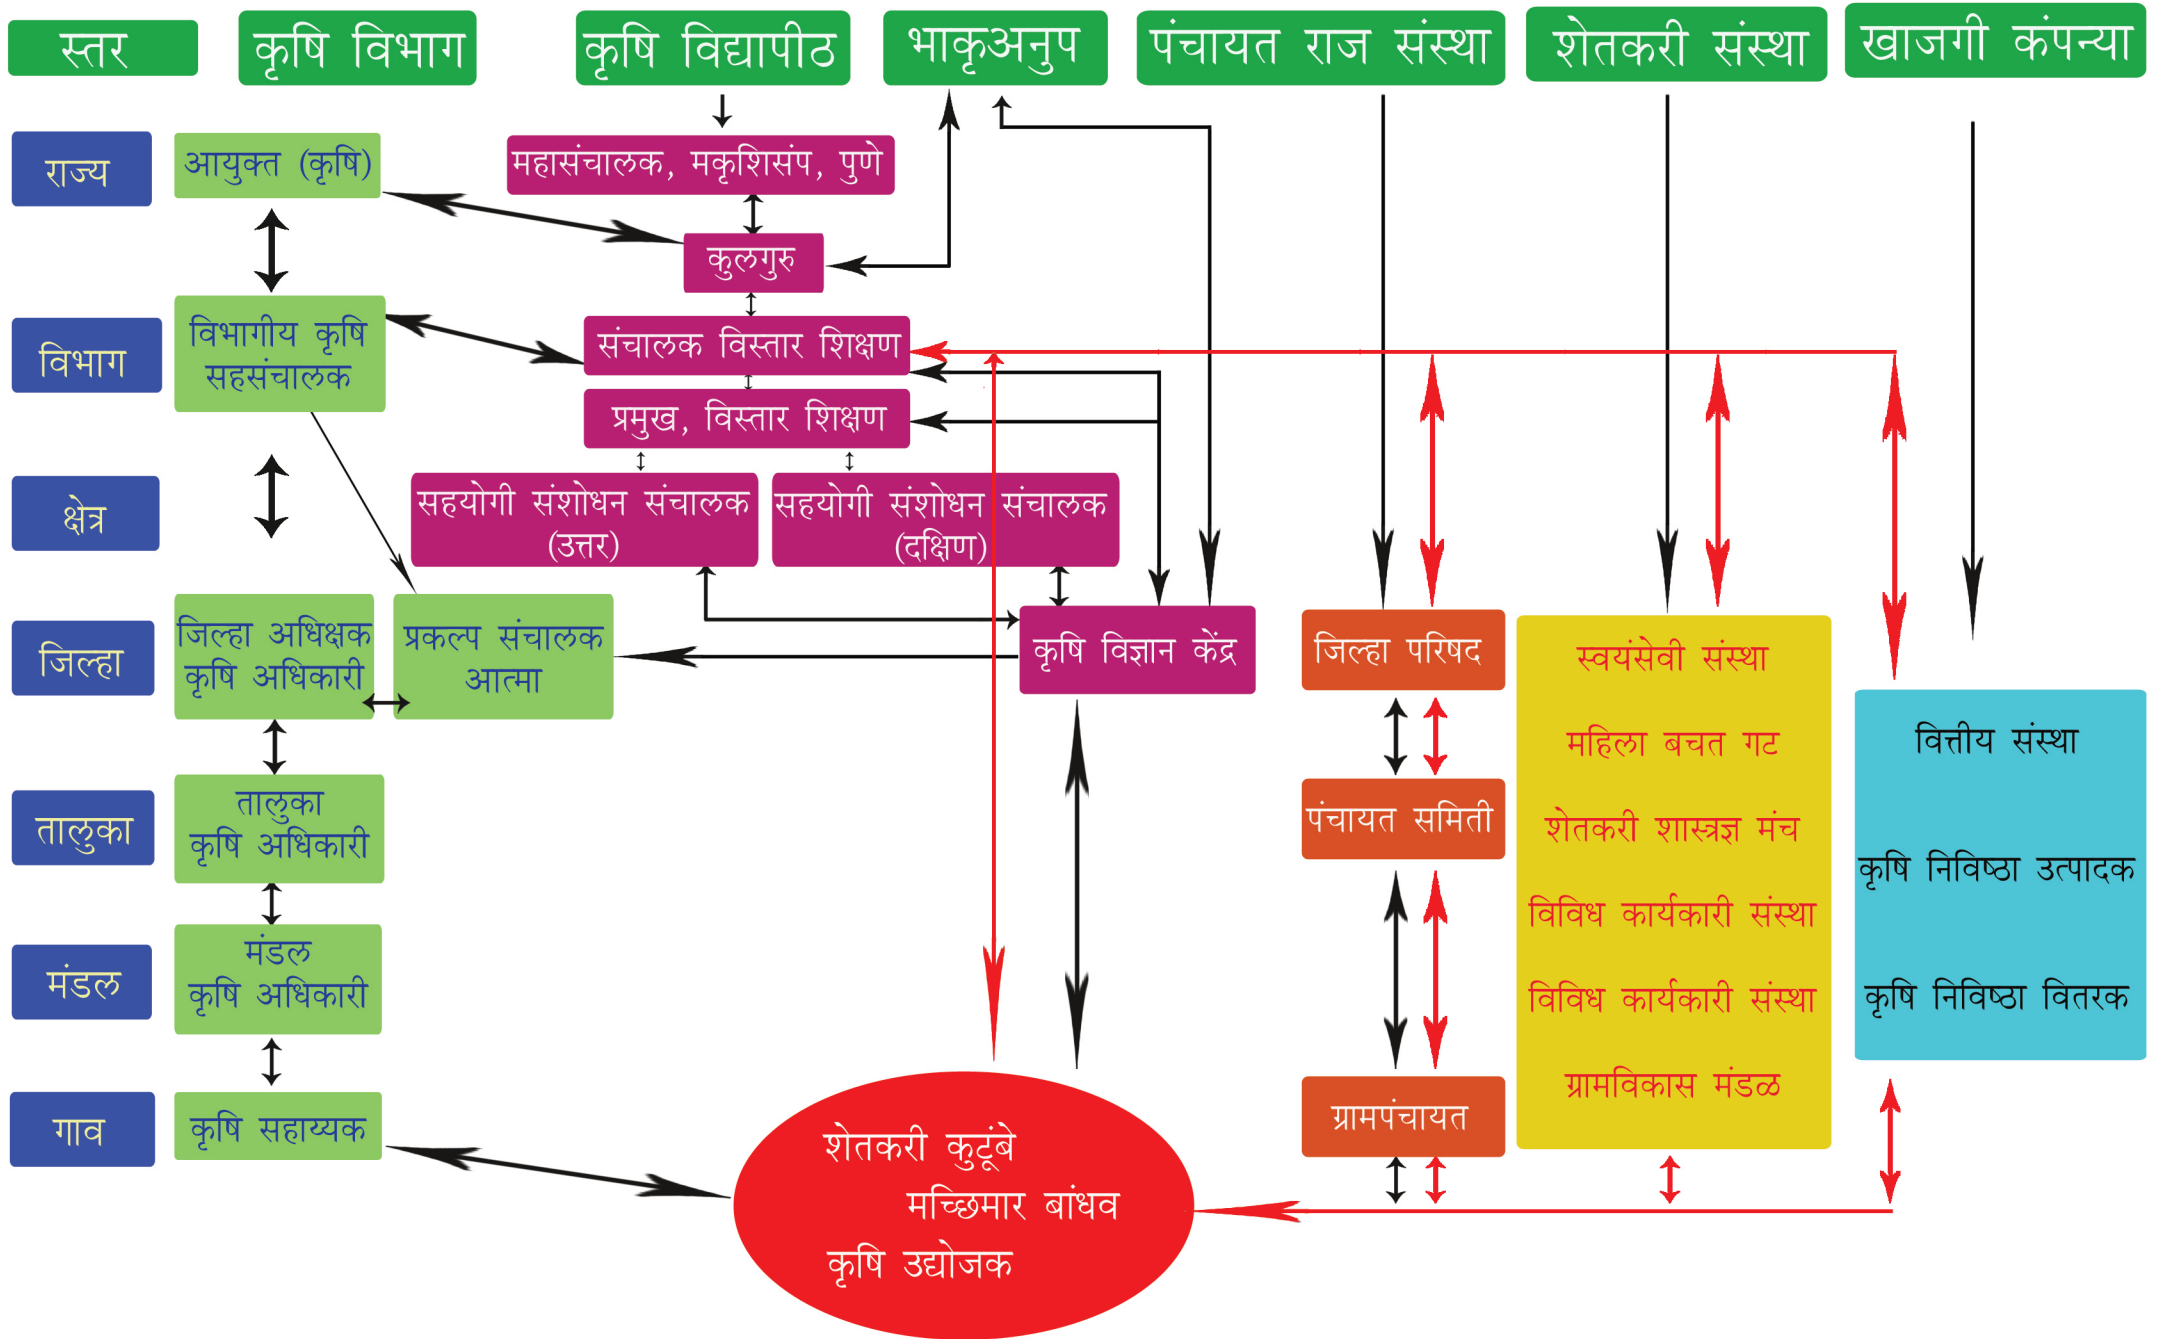 स्तर
कृषि विभाग
कृषि विद्यापीठ
भाकृअनुप
पंचायत राज संस्था
शेतकरी संस्था
खाजगी कंपन्या
राज्य
आयुक्त (कृषि)
महासंचालक, मकृशिसंप, पुणे
कुलगुरु
विभाग
विभागीय कृषि
सहसंचालक
संचालक विस्तार शिक्षण
प्रमुख, विस्तार शिक्षण
क्षेत्र
सहयोगी संशोधन संचालक
(उत्तर)
सहयोगी संशोधन संचालक
(दक्षिण)
जिल्हा
जिल्हा अधिक्षक
कृषि अधिकारी
प्रकल्प संचालक
आत्मा
कृषि विज्ञान केंद्र
जिल्हा परिषद
स्वयंसेवी संस्था
महिला बचत गट
शेतकरी शास्त्रज्ञ मंच
विविध कार्यकारी संस्था
विविध कार्यकारी संस्था
ग्रामविकास मंडळ
वित्तीय संस्था
कृषि निविष्ठा उत्पादक
कृषि निविष्ठा वितरक
तालुका
तालुका
कृषि अधिकारी
पंचायत समिती
मंडल
मंडल
कृषि अधिकारी
गाव
कृषि सहाय्यक
ग्रामपंचायत
शेतकरी कुटूंबे
मच्छिमार बांधव
कृषि उद्योजक